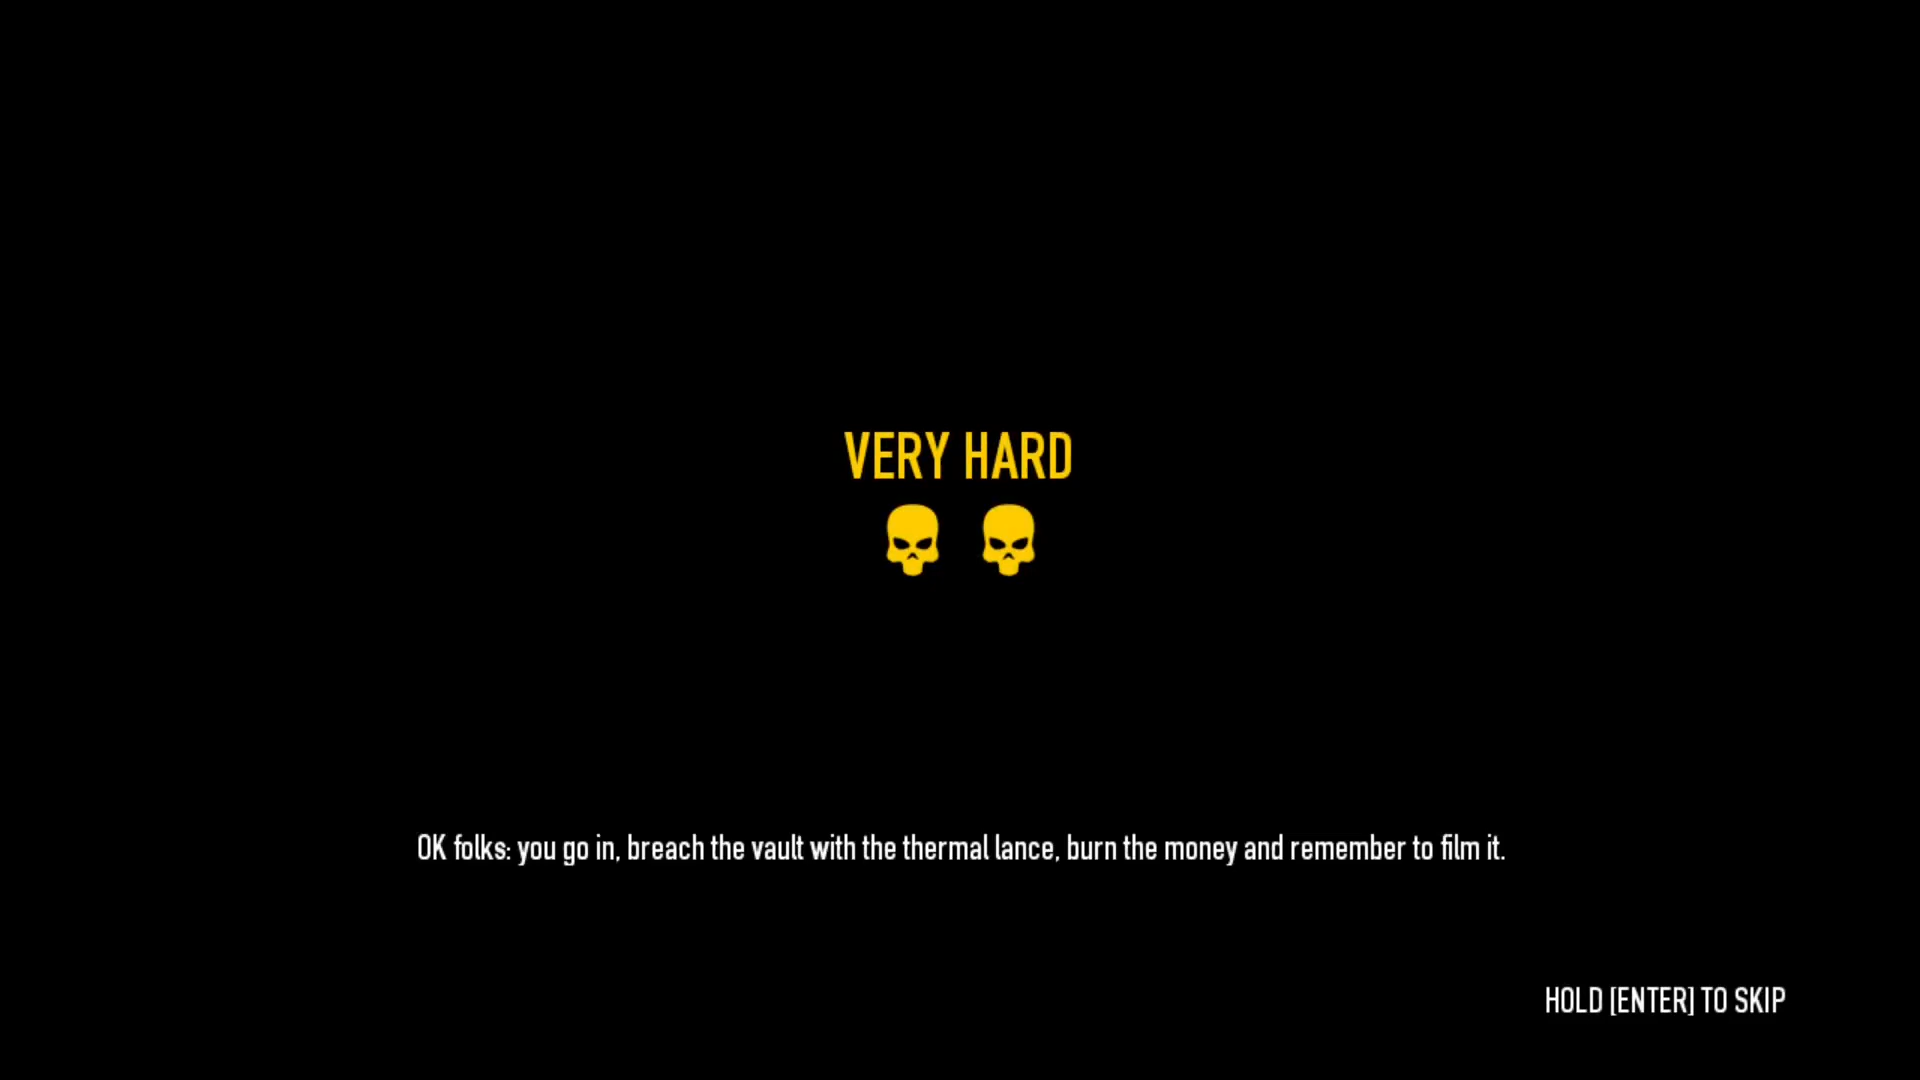 VERY HARD
OK folks: you go in, breach the vault with the thermal lance, burn the money and remember to film it.
HOLD [ENTER] TO SKIP